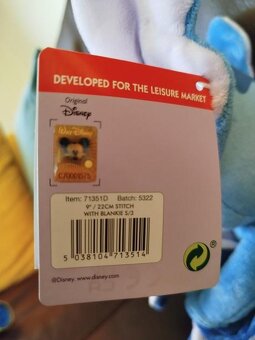 DEVELOPED FOR THE LEISURE MARKET
Original
Disney
WALT DISNEY
Item: 71351D Batch: 5322
9" / 22CM STITCH
WITH BLANKIE S/3
5 038104 713514
©Disney. www.disney.com